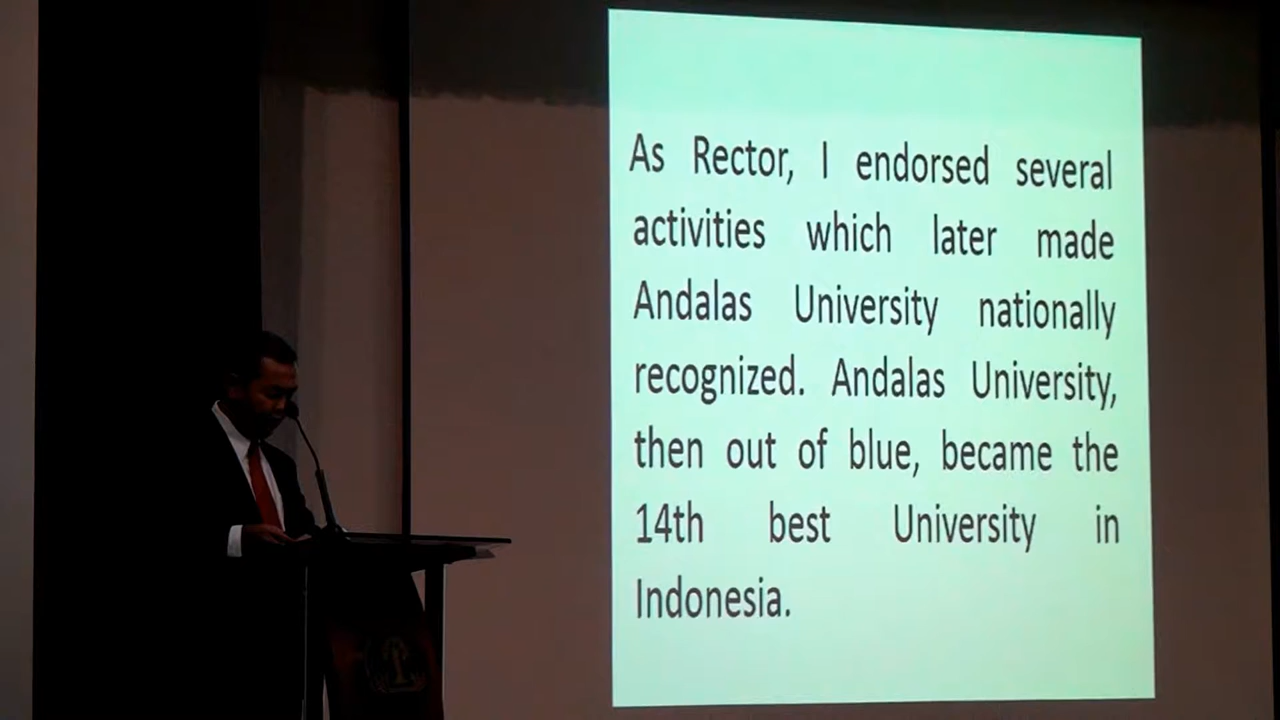 As Rector, I endorsed several
activities which later made
Andalas University nationally
recognized. Andalas University,
then out of blue, became the
14th best University in
Indonesia.